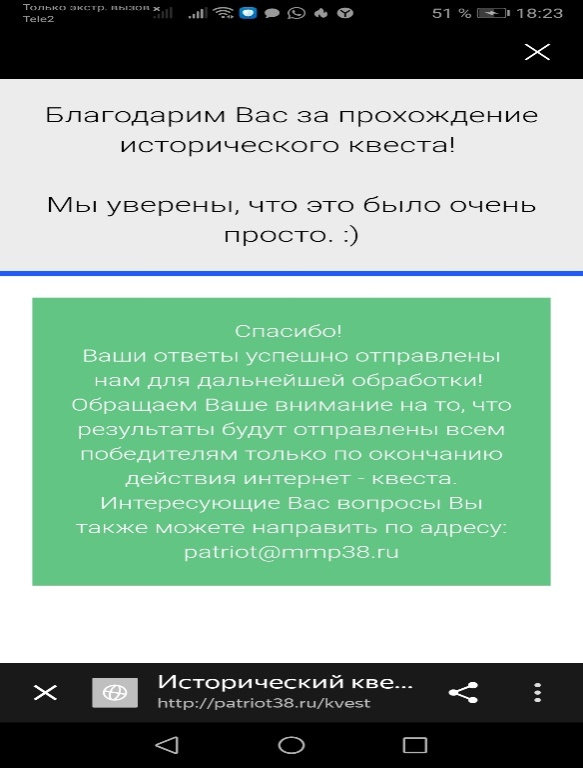 Только экстр. вызов
Tele2
51 %
18:23
Благодарим Вас за прохождение
исторического квеста!
Мы уверены, что это было очень
просто. :)
Спасибо!
Ваши ответы успешно отправлены
нам для дальнейшей обработки!
Обращаем Ваше внимание на то, что
результаты будут отправлены всем
победителям только по окончанию
действия интернет - квеста.
Интересующие Вас вопросы Вы
также можете направить по адресу:
patriot@mmp38.ru
Исторический кве...
http://patriot38.ru/kvest